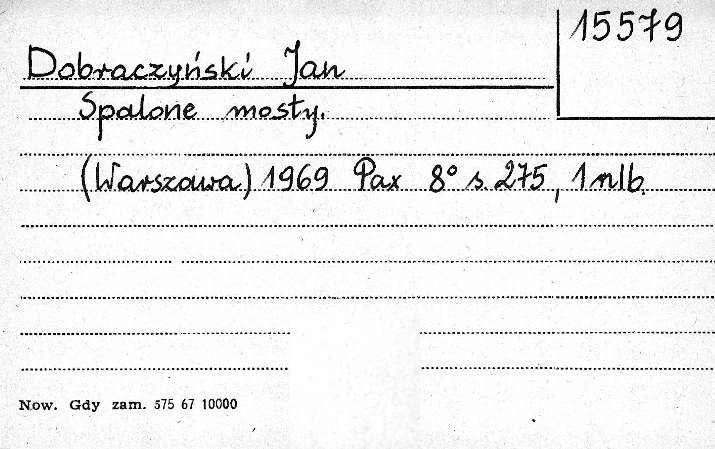 15579
Dobraczyński Jan
Spalone mosty.
(Warszawa) 1969 Pax 8° s. 275, 1 nlb.
Now. Gdy zam. 575 67 10000